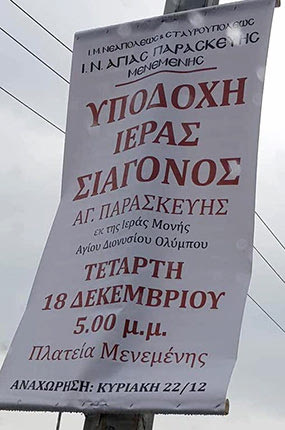 Ι.Μ. ΝΕΑΠΟΛΕΩΣ & ΣΤΑΥΡΟΥΠΟΛΕΩΣ
Ι.Ν. ΑΓΙΑΣ ΠΑΡΑΣΚΕΥΗΣ
ΜΕΝΕΜΕΝΗΣ
ΥΠΟΔΟΧΗ
ΙΕΡΑΣ
ΣΙΑΓΟΝΟΣ
ΑΓ. ΠΑΡΑΣΚΕΥΗΣ
εκ της Ιεράς Μονής
Αγίου Διονυσίου Ολύμπου
ΤΕΤΑΡΤΗ
18 ΔΕΚΕΜΒΡΙΟΥ
5.00 μ.μ.
Πλατεία Μενεμένης
ΑΝΑΧΩΡΗΣΗ: ΚΥΡΙΑΚΗ 22/12